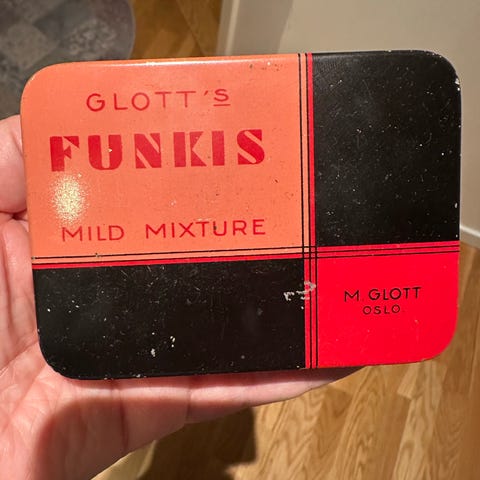 GLOTT'S
FUNKIS
MILD MIXTURE
M. GLOTT
OSLO.